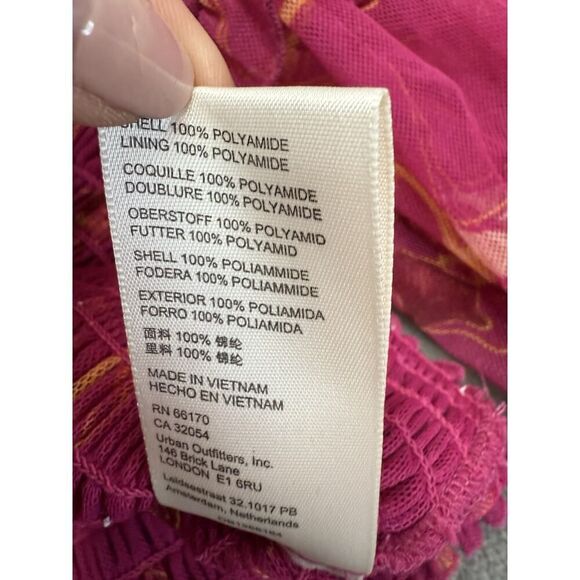 SHELL 100% POLYAMIDE
LINING 100% POLYAMIDE
COQUILLE 100% POLYAMIDE
DOUBLURE 100% POLYAMIDE
OBERSTOFF 100% POLYAMID
FUTTER 100% POLYAMID
SHELL 100% POLIAMMIDE
FODERA 100% POLIAMMIDE
EXTERIOR 100% POLIAMIDA
FORRO 100% POLIAMIDA
面料 100% 锦纶
里料 100% 锦纶
MADE IN VIETNAM
HECHO EN VIETNAM
RN 66170
CA 32054
Urban Outfitters, Inc.
146 Brick Lane
LONDON E1 6RU
Leidsestraat 32.1017 PB
Amsterdam, Netherlands